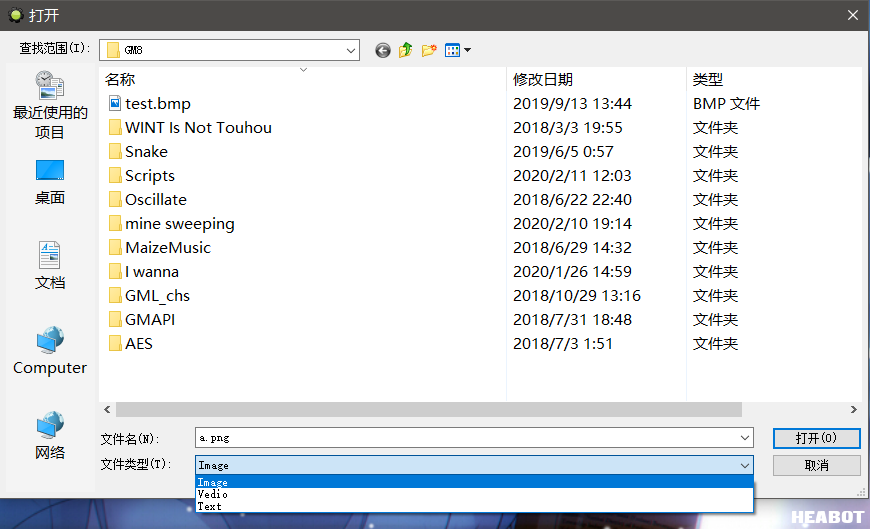 打开
查找范围(I):
GM8
最近使用的
项目
桌面
文档
Computer
网络
名称 修改日期 类型
test.bmp 2019/9/13 13:44 BMP 文件
WINT Is Not Touhou 2018/3/3 19:55 文件夹
Snake 2019/6/5 0:57 文件夹
Scripts 2020/2/11 12:03 文件夹
Oscillate 2018/6/22 22:40 文件夹
mine sweeping 2020/2/10 19:14 文件夹
MaizeMusic 2018/6/29 14:32 文件夹
I wanna 2020/1/26 14:59 文件夹
GML_chs 2018/10/29 13:16 文件夹
GMAPI 2018/7/31 18:48 文件夹
AES 2018/7/3 1:51 文件夹
文件名(N): a.png 打开(O)
文件类型(T): Image 取消
Image
Vedio
Text
HEABOT